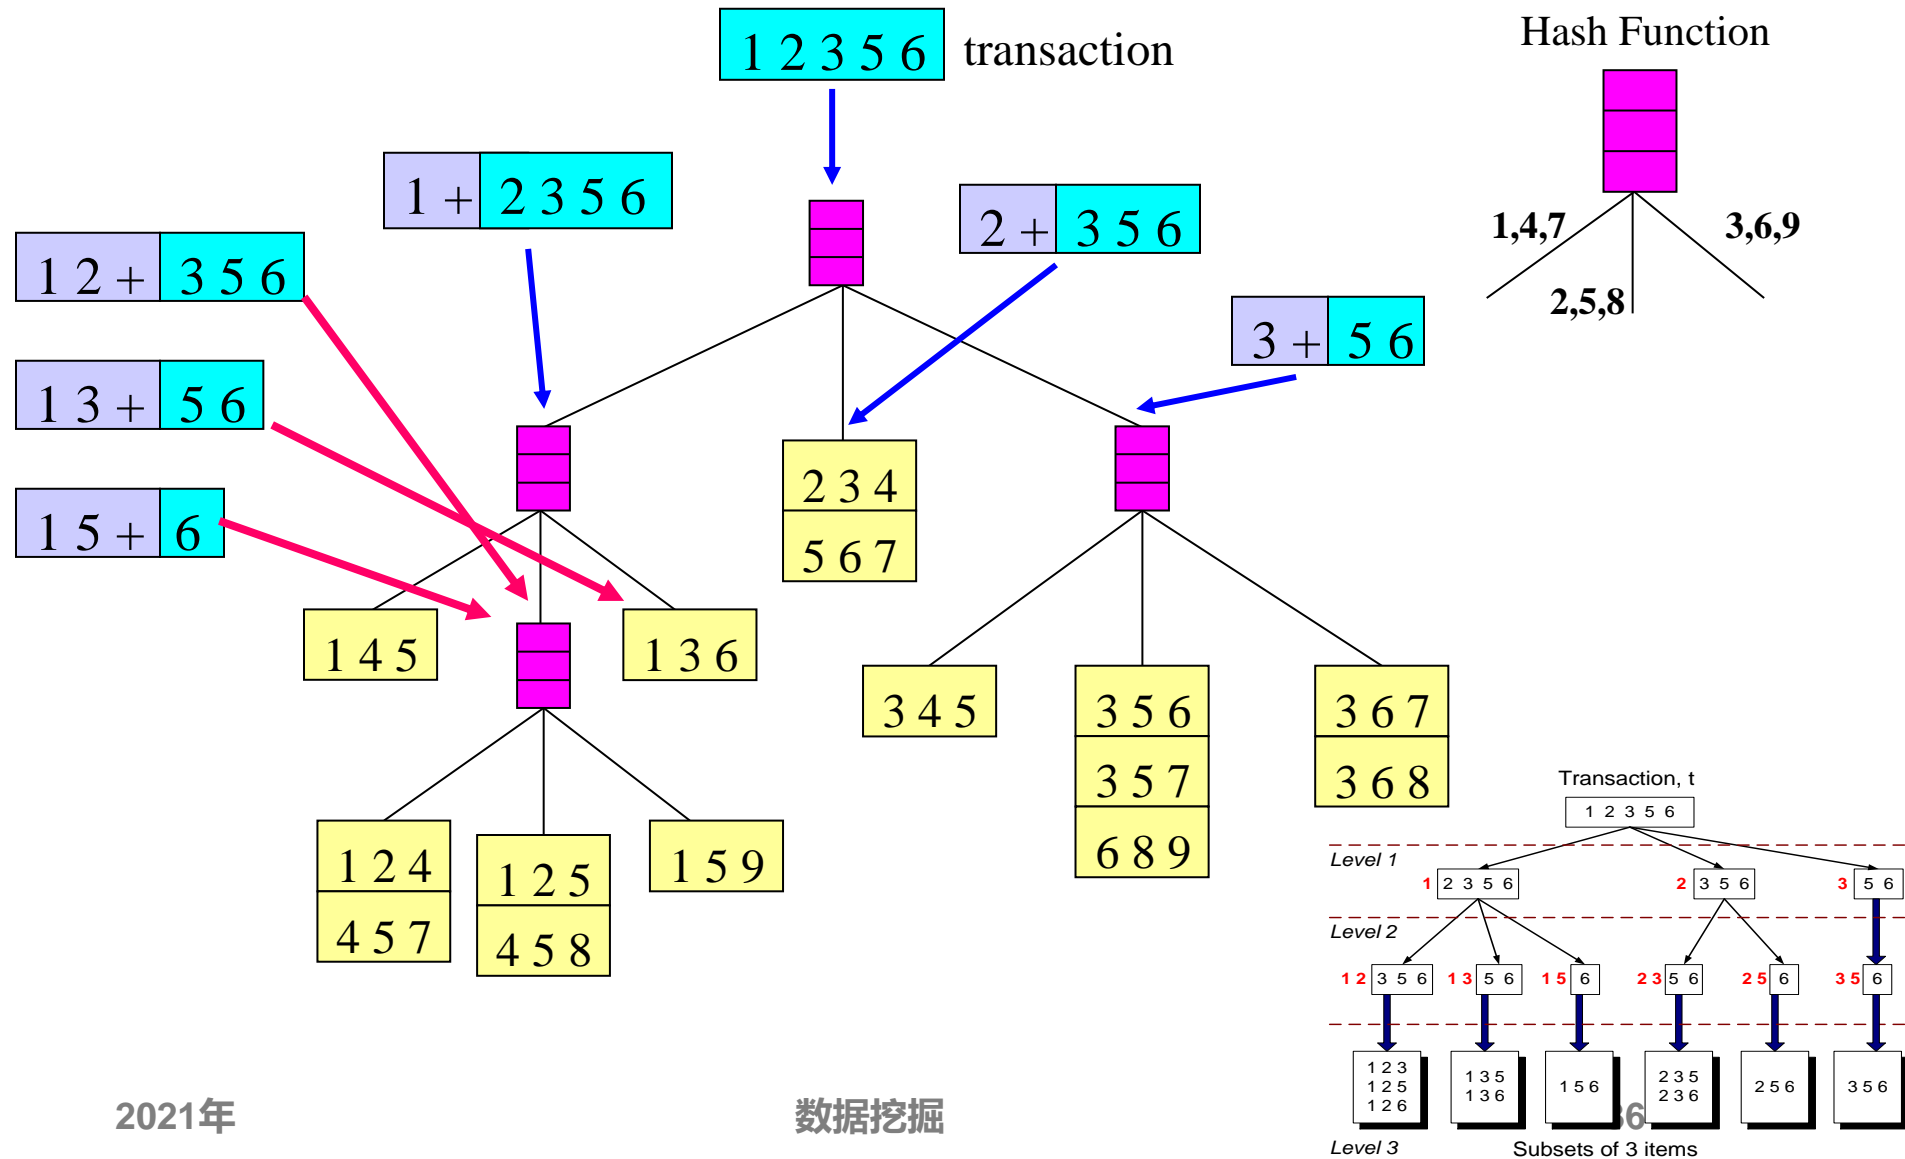 1 2 3 5 6 transaction
Hash Function
1,4,7
3,6,9
2,5,8
1 + 2 3 5 6
2 + 3 5 6
1 2 + 3 5 6
3 + 5 6
1 3 + 5 6
1 5 + 6
2 3 4
5 6 7
1 4 5
1 3 6
3 4 5
3 5 6
3 6 7
3 5 7
3 6 8
6 8 9
1 2 4
1 2 5
1 5 9
4 5 7
4 5 8
Transaction, t
1 2 3 5 6
Level 1
1 2 3 5 6
2 3 5 6
3 5 6
Level 2
1 2 3 5 6
1 3 5 6
1 5 6
2 3 5 6
2 5 6
3 5 6
1 2 3
1 2 5
1 2 6
1 3 5
1 3 6
1 5 6
2 3 5
2 3 6
2 5 6
3 5 6
Level 3
Subsets of 3 items
2021年
数据挖掘